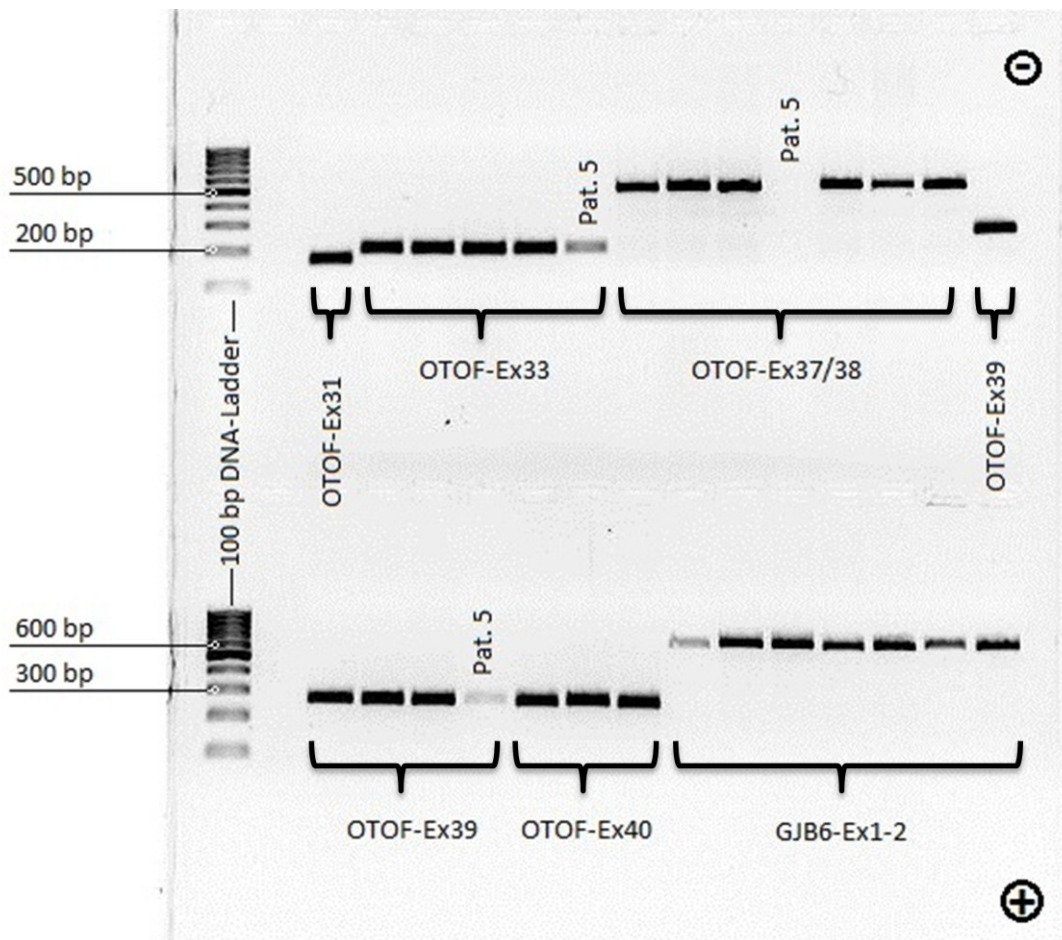 ⊖
500 bp
200 bp
Pat. 5
Pat. 5
100 bp DNA-Ladder
OTOF-Ex31
OTOF-Ex33
OTOF-Ex37/38
OTOF-Ex39
600 bp
300 bp
Pat. 5
OTOF-Ex39
OTOF-Ex40
GJB6-Ex1-2
⊕